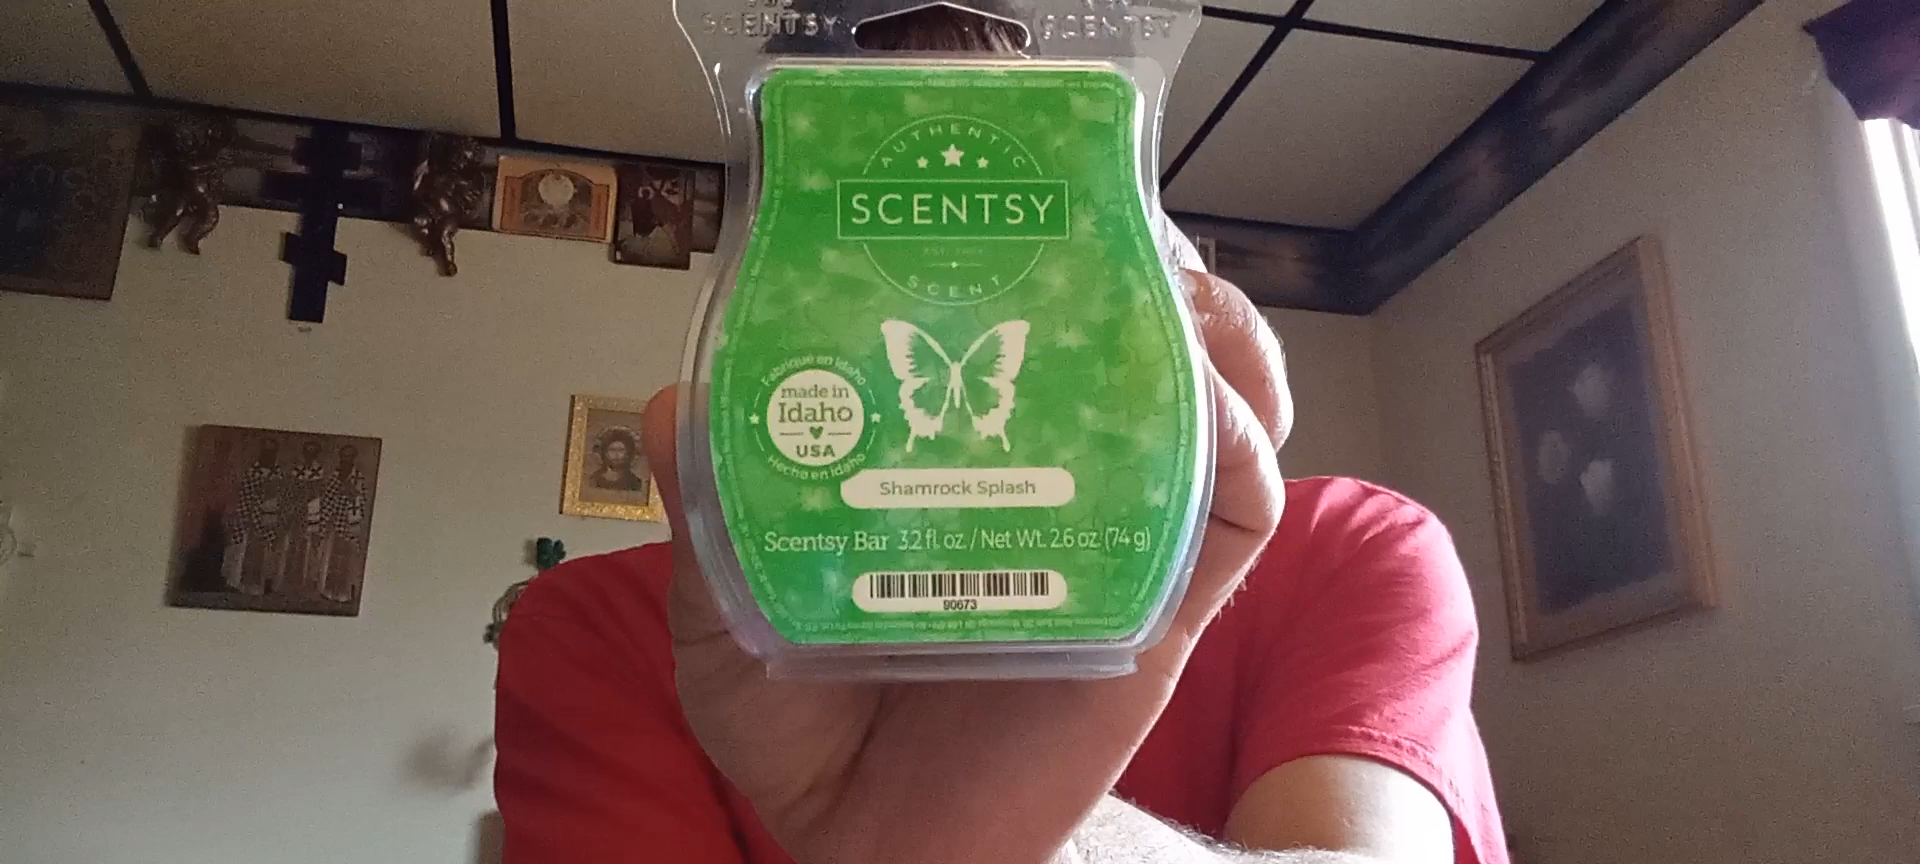 SCENTSY SCENTSY
AUTHENTIC
SCENTSY
SCENT
Fabriqué en Idaho
made in
Idaho
USA
Hecho en Idaho
Shamrock Splash
Scentsy Bar 3.2 fl. oz. / Net Wt. 2.6 oz. (74 g)
90673